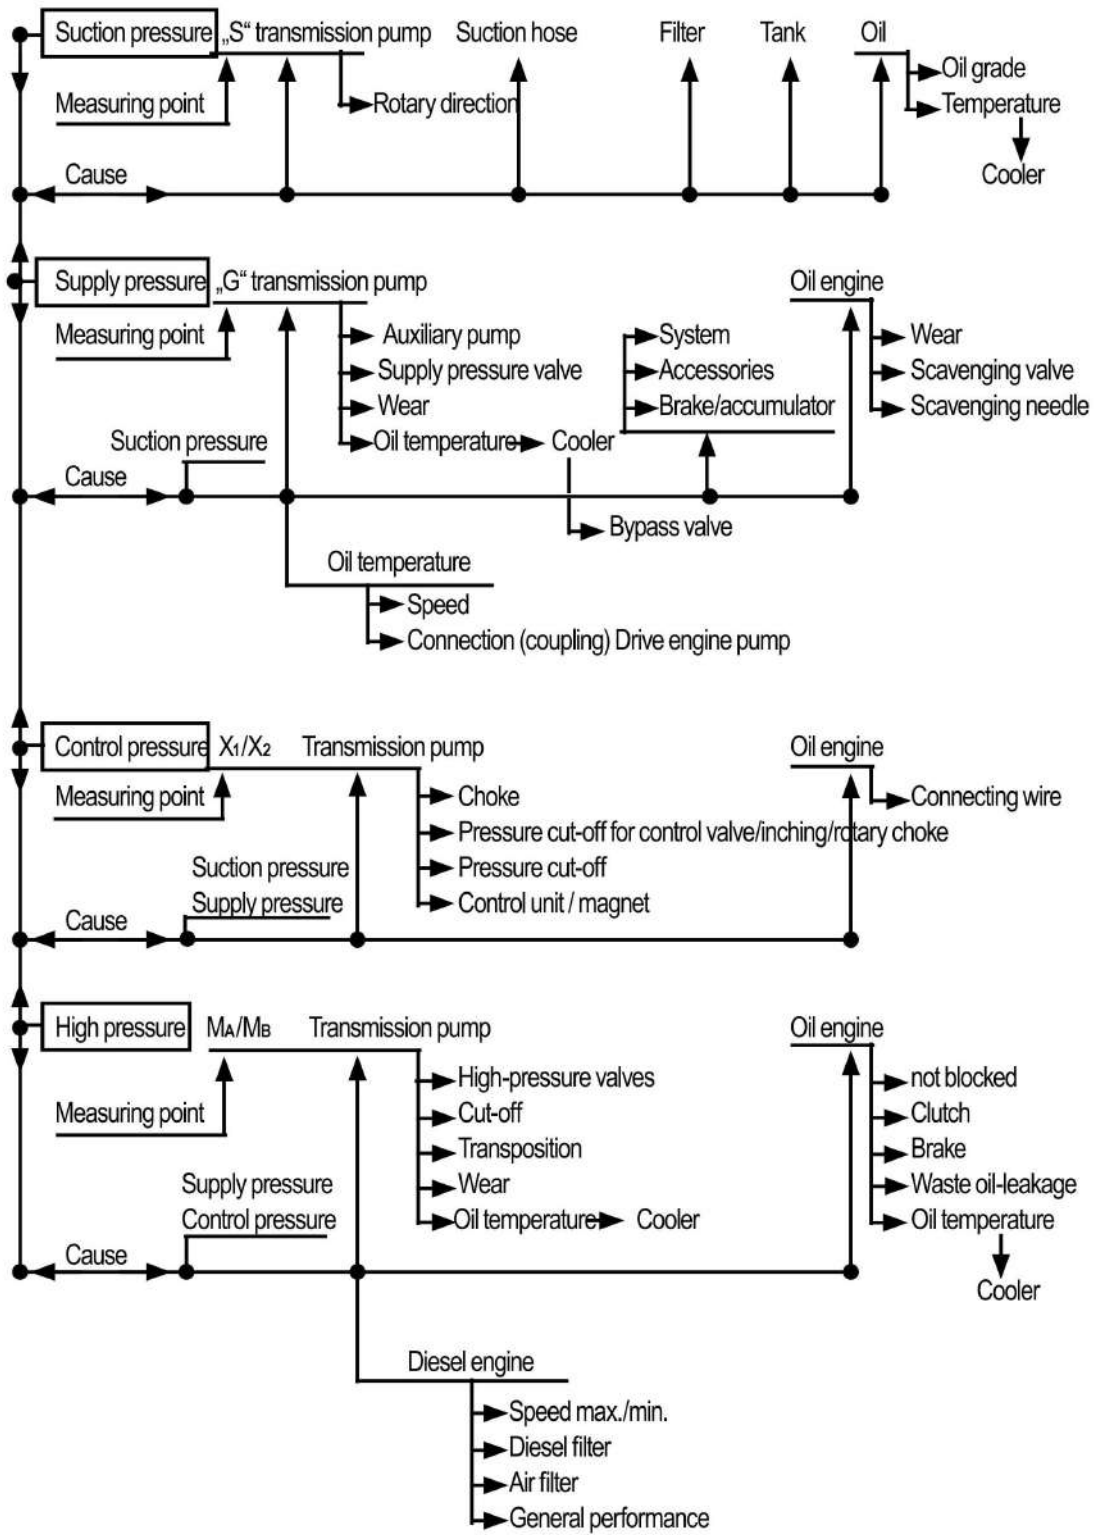 Suction pressure „S“ transmission pump Suction hose Filter Tank Oil
Oil grade
Measuring point Rotary direction Temperature
Cause Cooler
Supply pressure „G“ transmission pump Oil engine
Measuring point Auxiliary pump System Wear
Supply pressure valve Accessories Scavenging valve
Wear Brake/accumulator Scavenging needle
Suction pressure Oil temperature Cooler
Cause
Bypass valve
Oil temperature
Speed
Connection (coupling) Drive engine pump
Control pressure X1/X2 Transmission pump Oil engine
Measuring point Choke Connecting wire
Pressure cut-off for control valve/inching/rotary choke
Suction pressure Pressure cut-off
Supply pressure Control unit / magnet
Cause
High pressure MA/MB Transmission pump Oil engine
High-pressure valves not blocked
Measuring point Cut-off Clutch
Transposition Brake
Supply pressure Wear Waste oil-leakage
Control pressure Oil temperature Cooler Oil temperature
Cause
Cooler
Diesel engine
Speed max./min.
Diesel filter
Air filter
General performance